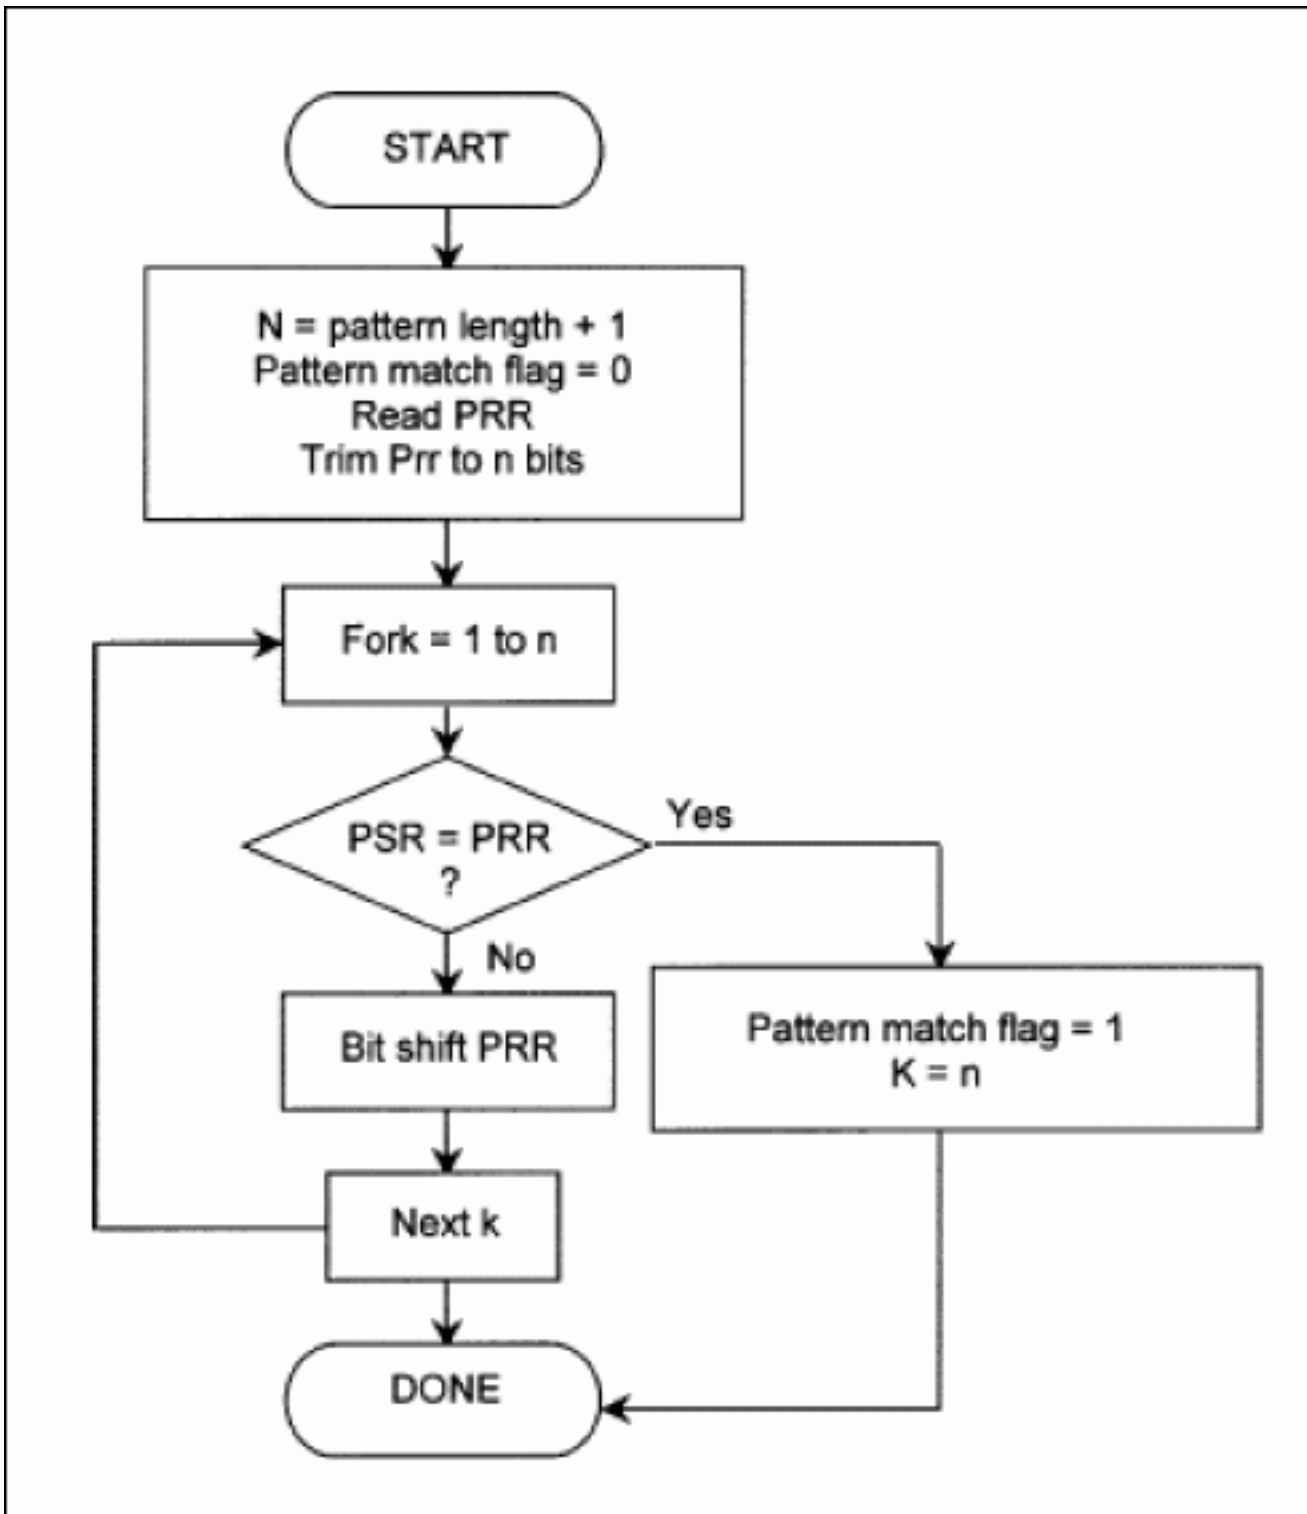 START
N = pattern length + 1
Pattern match flag = 0
Read PRR
Trim Prr to n bits
Fork = 1 to n
PSR = PRR
?
Yes
No
Bit shift PRR
Pattern match flag = 1
K = n
Next k
DONE